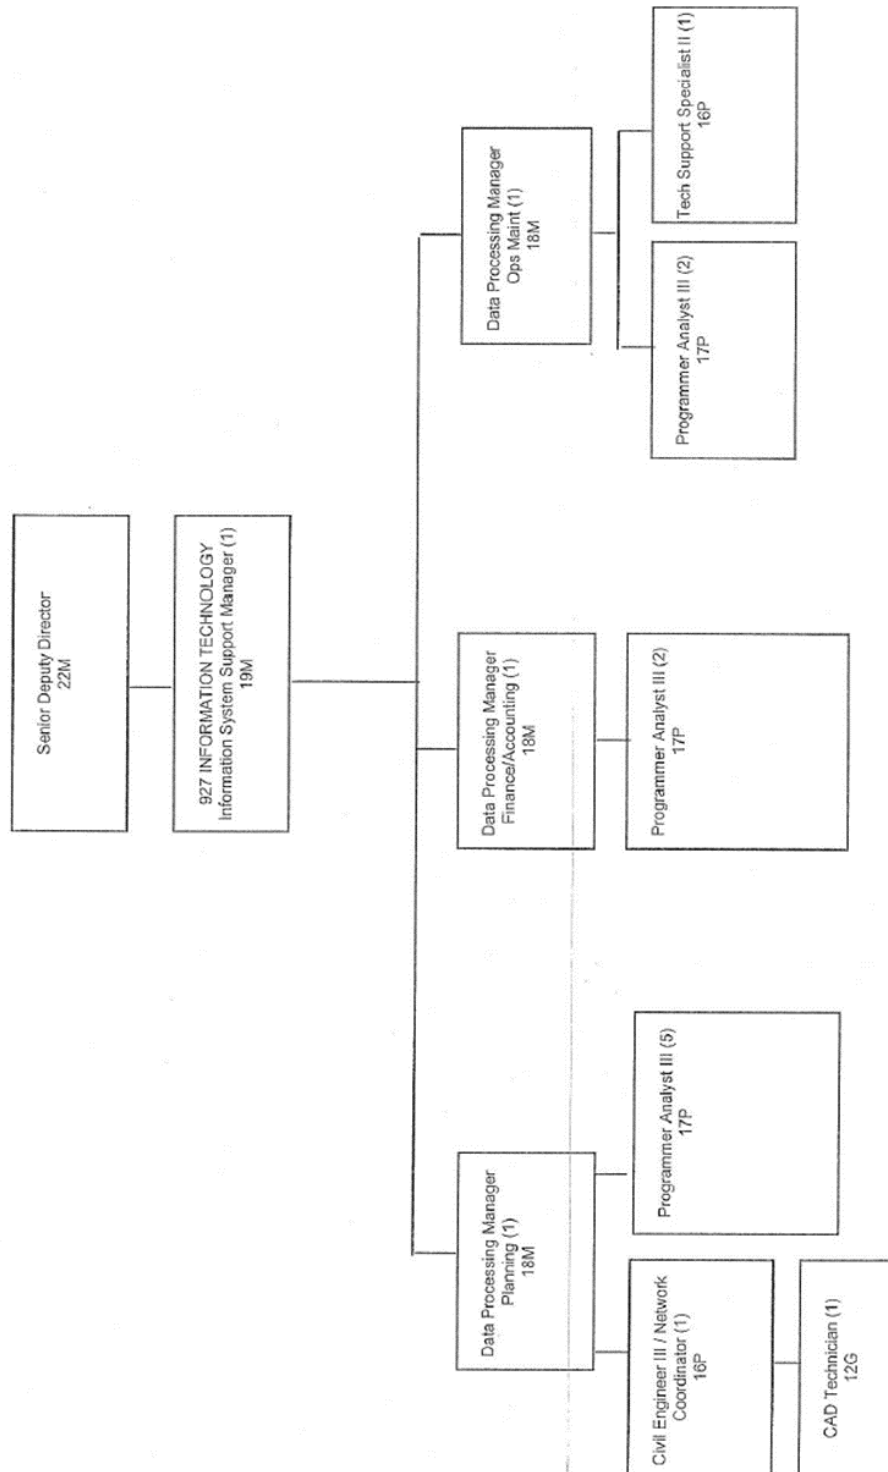 Senior Deputy Director
22M
927 INFORMATION TECHNOLOGY
Information System Support Manager (1)
19M
Data Processing Manager
Planning (1)
18M
Data Processing Manager
Finance/Accounting (1)
18M
Data Processing Manager
Ops Maint (1)
18M
Civil Engineer III / Network
Coordinator (1)
16P
Programmer Analyst III (5)
17P
Programmer Analyst III (2)
17P
Programmer Analyst III (2)
17P
Tech Support Specialist II (1)
16P
CAD Technician (1)
12G